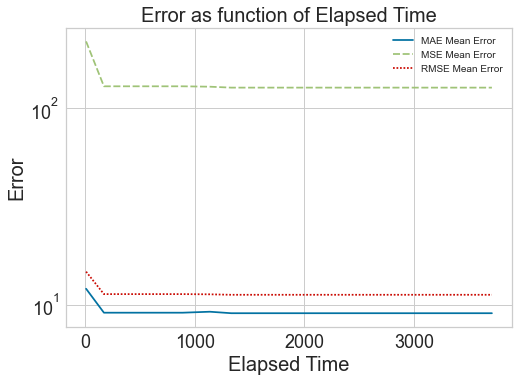 Error as function of Elapsed Time
MAE Mean Error
MSE Mean Error
RMSE Mean Error
10²
10¹
Error
0 1000 2000 3000
Elapsed Time